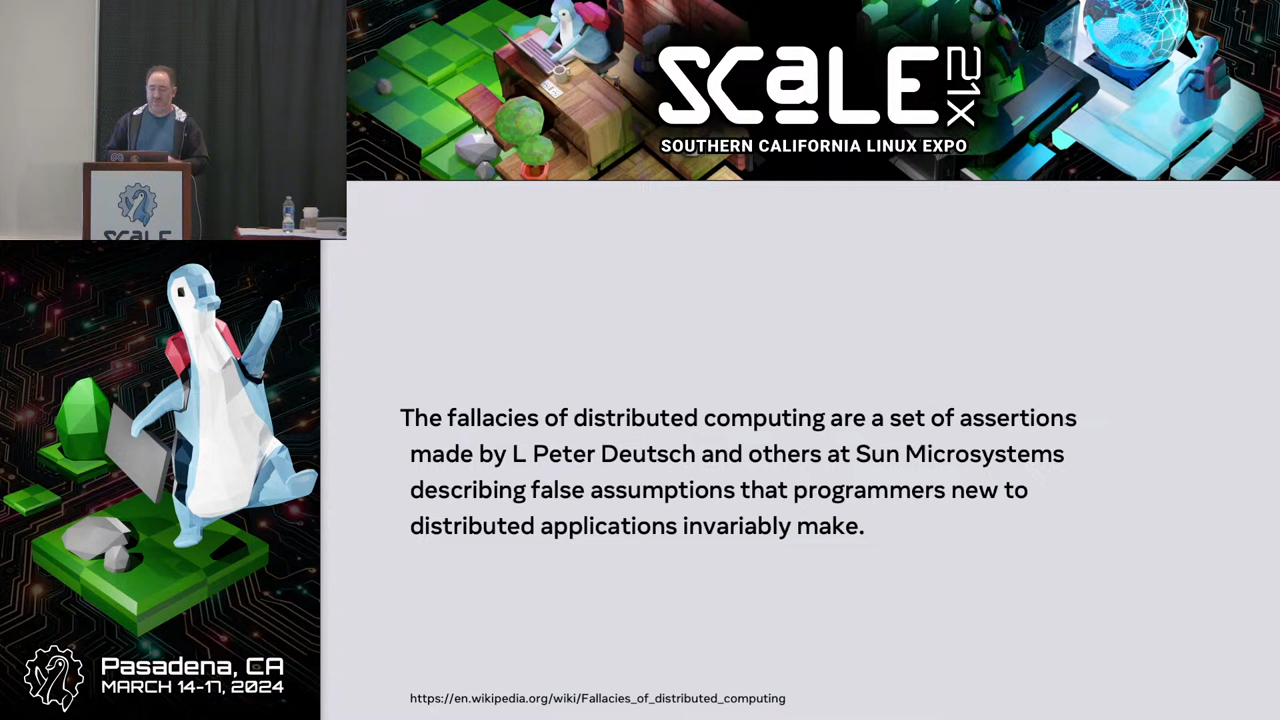 SCALE 21X
SOUTHERN CALIFORNIA LINUX EXPO
SCALE
The fallacies of distributed computing are a set of assertions
made by L Peter Deutsch and others at Sun Microsystems
describing false assumptions that programmers new to
distributed applications invariably make.
https://en.wikipedia.org/wiki/Fallacies_of_distributed_computing
Pasadena, CA
MARCH 14-17, 2024